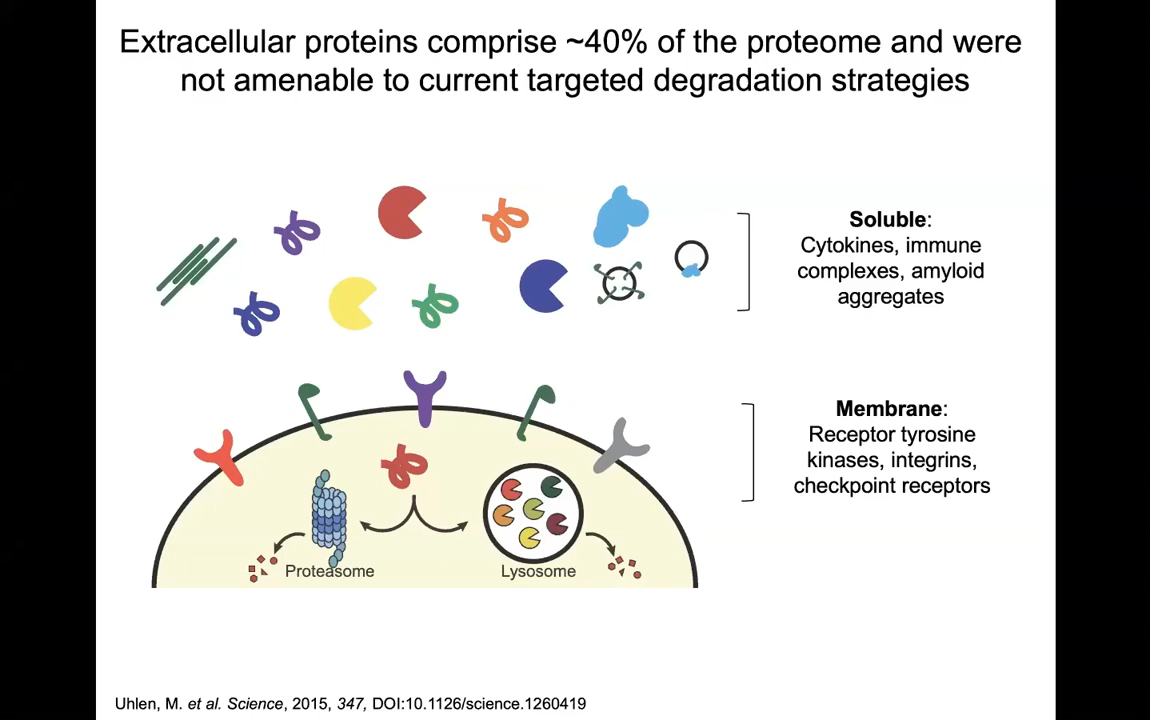 Extracellular proteins comprise ~40% of the proteome and were
not amenable to current targeted degradation strategies
Soluble:
Cytokines, immune
complexes, amyloid
aggregates
Membrane:
Receptor tyrosine
kinases, integrins,
checkpoint receptors
Proteasome
Lysosome
Uhlen, M. et al. Science, 2015, 347, DOI:10.1126/science.1260419